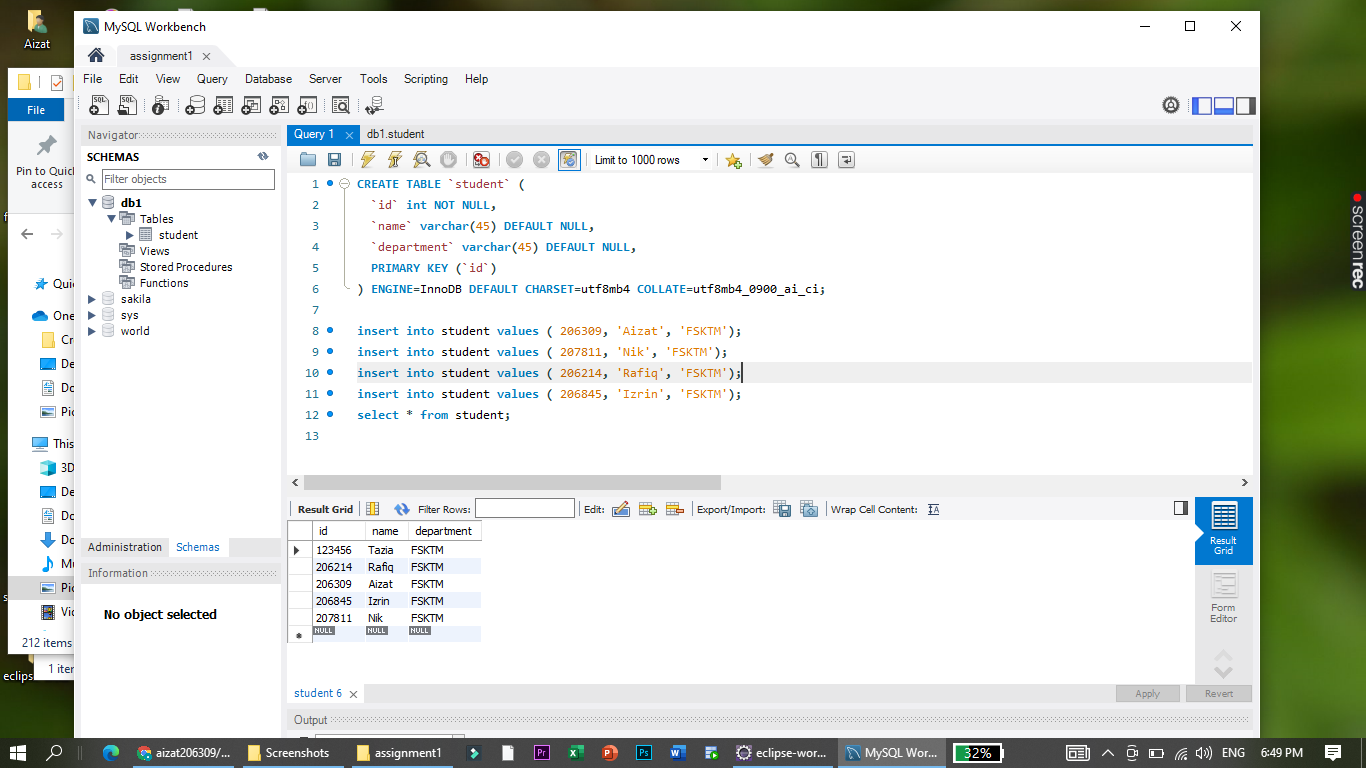 Aizat
MySQL Workbench
assignment1
File Edit View Query Database Server Tools Scripting Help
File
Pin to Quick
access
Navigator
SCHEMAS
Filter objects
db1
Tables
student
Views
Stored Procedures
Functions
sakila
sys
world
Administration Schemas
Information
No object selected
Quic
One
Cr
De
Do
Pic
This
3D
De
Do
Do
Mu
Pic
Vic
212 items
1 iter
eclips
Query 1 db1.student
Limit to 1000 rows
1 CREATE TABLE `student` (
2 `id` int NOT NULL,
3 `name` varchar(45) DEFAULT NULL,
4 `department` varchar(45) DEFAULT NULL,
5 PRIMARY KEY (`id`)
6 ) ENGINE=InnoDB DEFAULT CHARSET=utf8mb4 COLLATE=utf8mb4_0900_ai_ci;
7
8 insert into student values ( 206309, 'Aizat', 'FSKTM');
9 insert into student values ( 207811, 'Nik', 'FSKTM');
10 insert into student values ( 206214, 'Rafiq', 'FSKTM');
11 insert into student values ( 206845, 'Izrin', 'FSKTM');
12 select * from student;
13
Result Grid Filter Rows: Edit: Export/Import: Wrap Cell Content:
id name department
123456 Tazia FSKTM
206214 Rafiq FSKTM
206309 Aizat FSKTM
206845 Izrin FSKTM
207811 Nik FSKTM
NULL NULL NULL
Result
Grid
Form
Editor
student 6
Apply Revert
Output
screenrec
aizat206309/... Screenshots assignment1 eclipse-wor... MySQL Wor... 32% ENG 6:49 PM